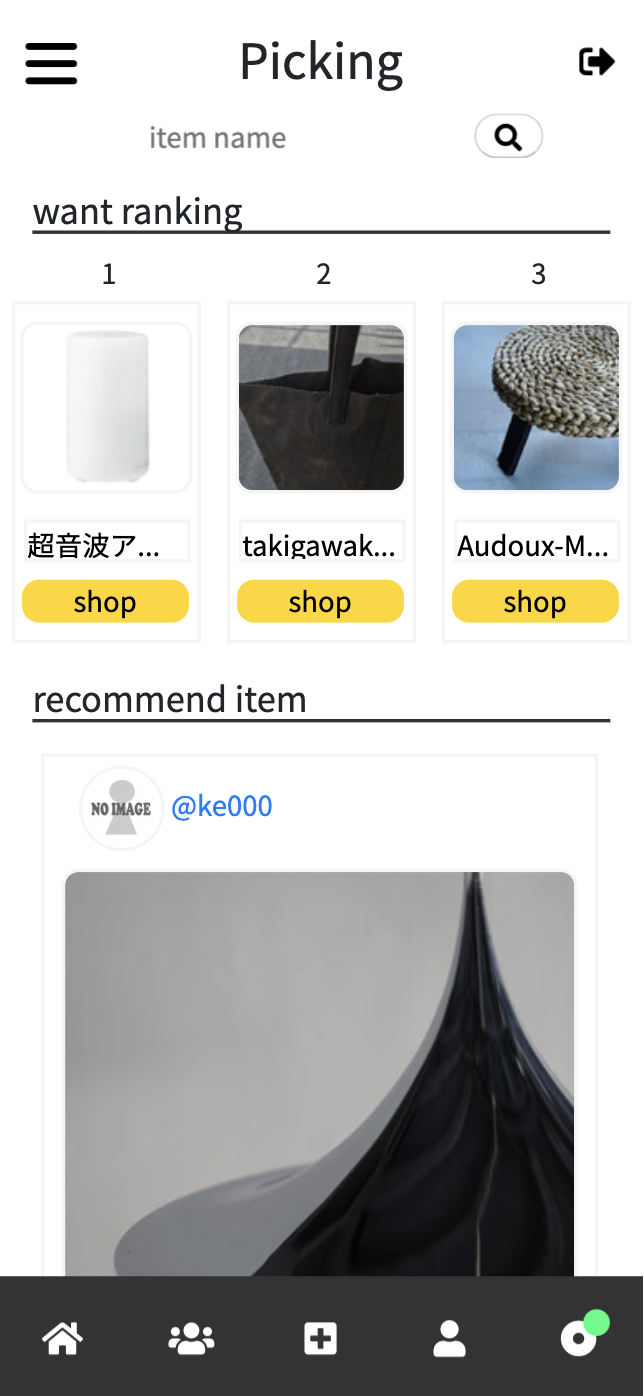 Picking
item name
want ranking
1
2
3
超音波ア...
takigawak...
Audoux-M...
shop
shop
shop
recommend item
NO IMAGE
@ke000